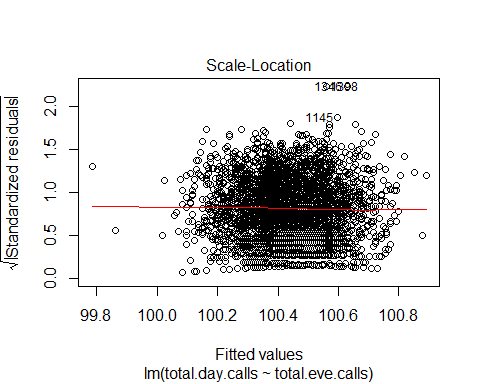 Scale-Location
√|Standardized residuals|
2.0
1.5
1.0
0.5
0.0
1145
99.8 100.0 100.2 100.4 100.6 100.8
Fitted values
lm(total.day.calls ~ total.eve.calls)